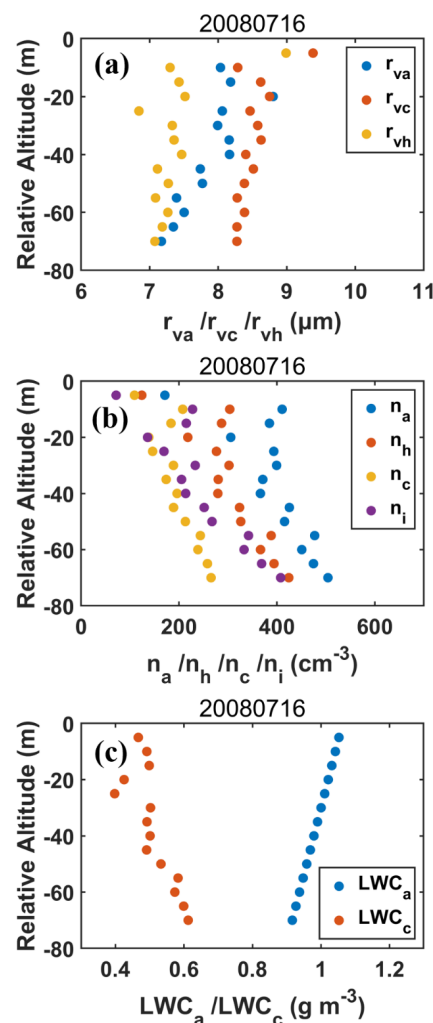 20080716
(a)
r_va
r_vc
r_vh
0
-20
-40
-60
-80
Relative Altitude (m)
6 7 8 9 10 11
r_va /r_vc /r_vh (μm)
20080716
(b)
n_a
n_h
n_c
n_i
0
-20
-40
-60
-80
Relative Altitude (m)
0 200 400 600
n_a /n_h /n_c /n_i (cm⁻³)
20080716
(c)
0
-20
-40
-60
-80
Relative Altitude (m)
LWC_a
LWC_c
0.4 0.6 0.8 1 1.2
LWC_a /LWC_c (g m⁻³)